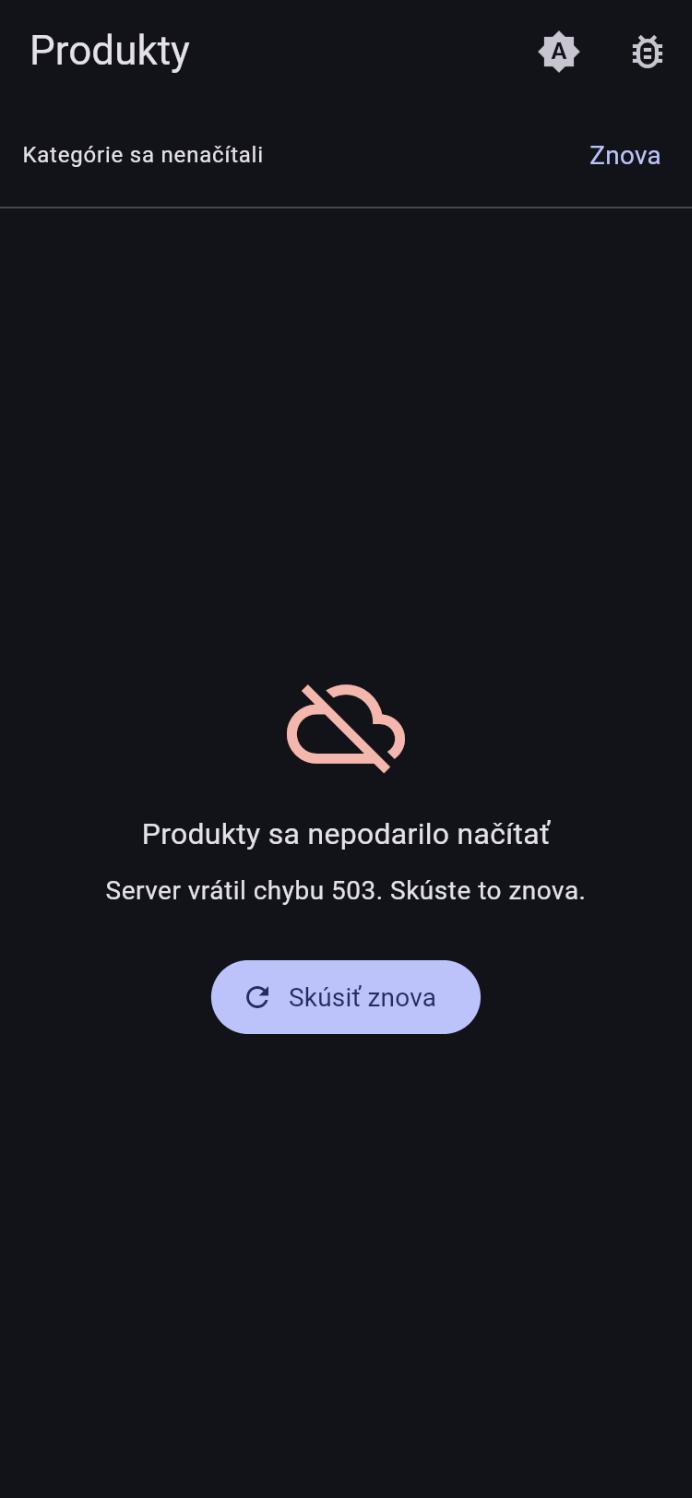 Produkty
A
Kategórie sa nenačítali
Znova
Produkty sa nepodarilo načítať
Server vrátil chybu 503. Skúste to znova.
Skúsiť znova